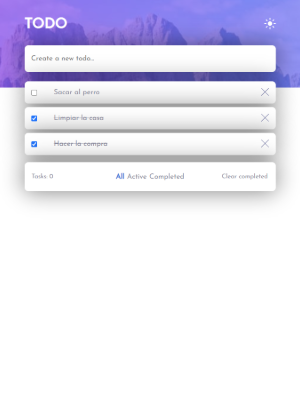 TODO
Create a new todo...
Sacar al perro
Limpiar la casa
Hacer la compra
Tasks 0 All Active Completed Clear completed